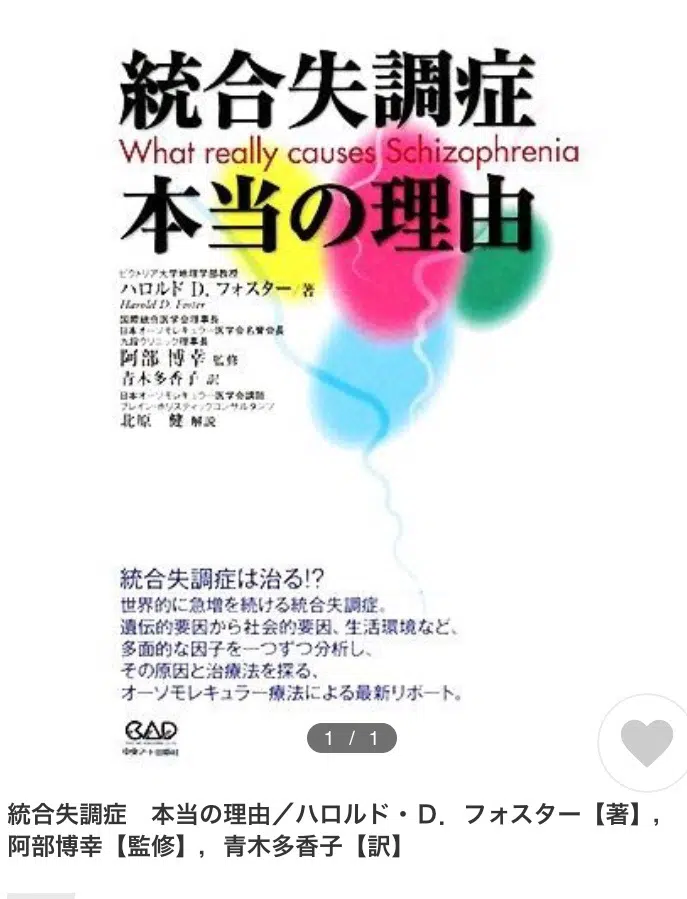 統合失調症
What really causes Schizophrenia
本当の理由
ビクトリア大学地理学部教授
ハロルド D. フォスター/著
Harold D. Foster
国際統合医学会理事長
日本オーソモレキュラー医学会名誉会長
九段クリニック理事長
阿部 博幸 監修
青木多香子 訳
日本オーソモレキュラー医学会講師
ブレイン・ホリスティックコンサルタンツ
北原 健 解説
統合失調症は治る!?
世界的に急増を続ける統合失調症。
遺伝的要因から社会的要因、生活環境など、
多面的な因子を一つずつ分析し、
その原因と治療法を探る、
オーソモレキュラー療法による最新リポート。
CAD
中央アート出版社
1 / 1
統合失調症 本当の理由／ハロルド・Ｄ．フォスター【著】，
阿部博幸【監修】，青木多香子【訳】